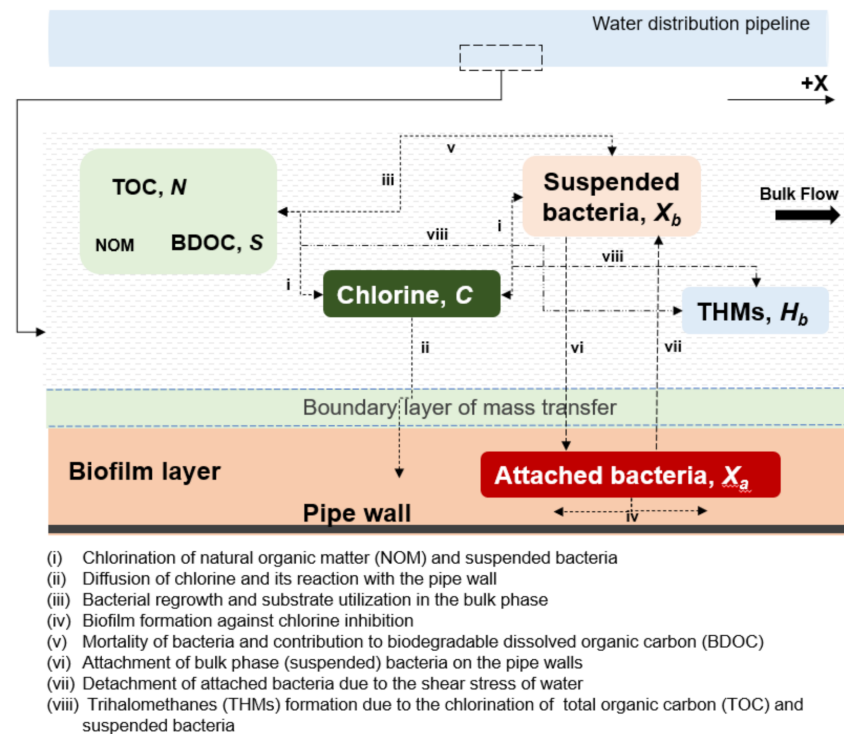 Water distribution pipeline
+X
v
iii
TOC, N
Suspended
bacteria, Xb
Bulk Flow
NOM
BDOC, S
viii
i
viii
i
Chlorine, C
THMs, Hb
ii
vi
vii
Boundary layer of mass transfer
Biofilm layer
Attached bacteria, Xa
Pipe wall
iv
(i) Chlorination of natural organic matter (NOM) and suspended bacteria
(ii) Diffusion of chlorine and its reaction with the pipe wall
(iii) Bacterial regrowth and substrate utilization in the bulk phase
(iv) Biofilm formation against chlorine inhibition
(v) Mortality of bacteria and contribution to biodegradable dissolved organic carbon (BDOC)
(vi) Attachment of bulk phase (suspended) bacteria on the pipe walls
(vii) Detachment of attached bacteria due to the shear stress of water
(viii) Trihalomethanes (THMs) formation due to the chlorination of total organic carbon (TOC) and
suspended bacteria